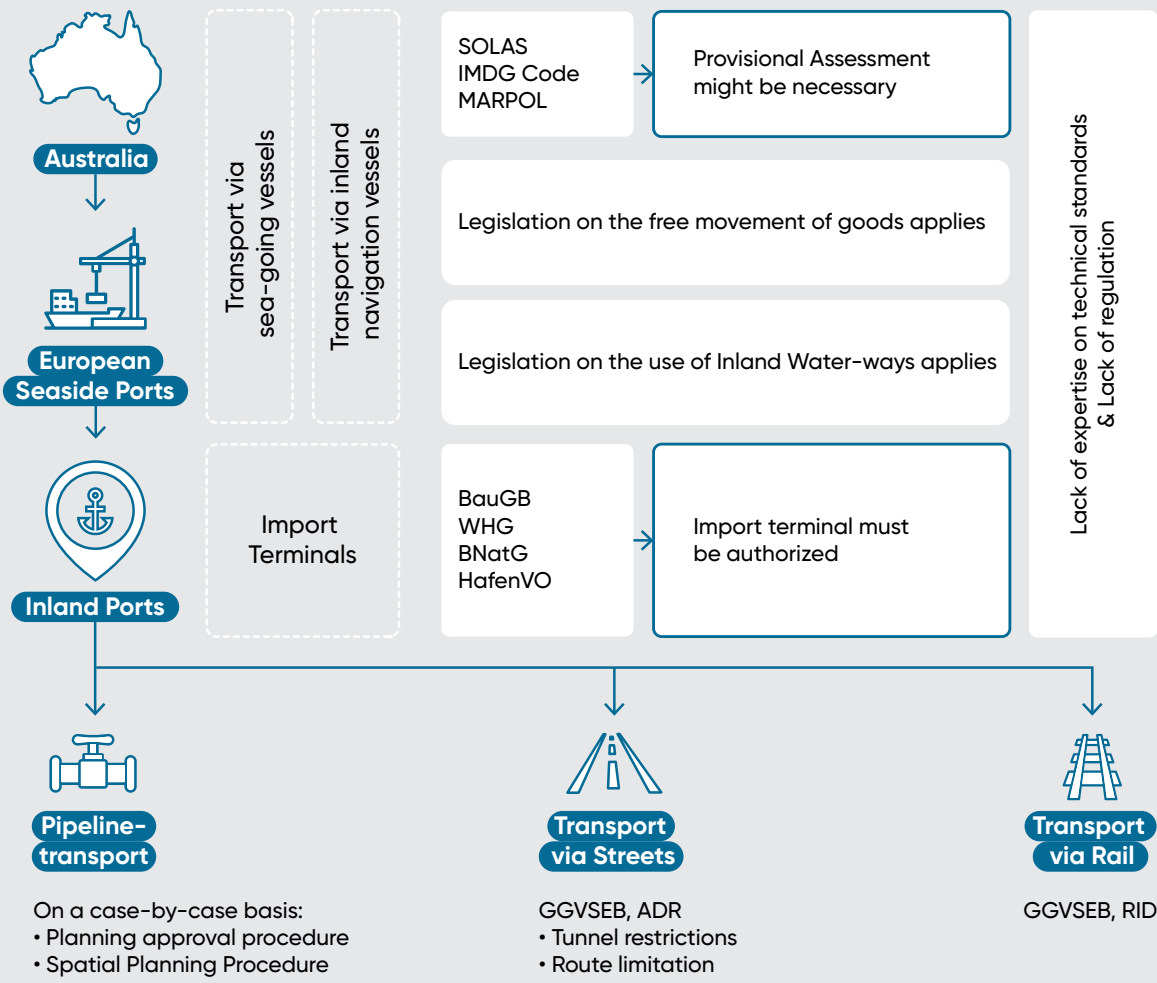 Australia
European
Seaside Ports
Inland Ports
Transport via
sea-going vessels
Transport via inland
navigation vessels
Import
Terminals
SOLAS
IMDG Code
MARPOL
Provisional Assessment
might be necessary
Legislation on the free movement of goods applies
Legislation on the use of Inland Water-ways applies
BauGB
WHG
BNatG
HafenVO
Import terminal must
be authorized
Lack of expertise on technical standards
& Lack of regulation
Pipeline-
transport
On a case-by-case basis:
• Planning approval procedure
• Spatial Planning Procedure
Transport
via Streets
GGVSEB, ADR
• Tunnel restrictions
• Route limitation
Transport
via Rail
GGVSEB, RID